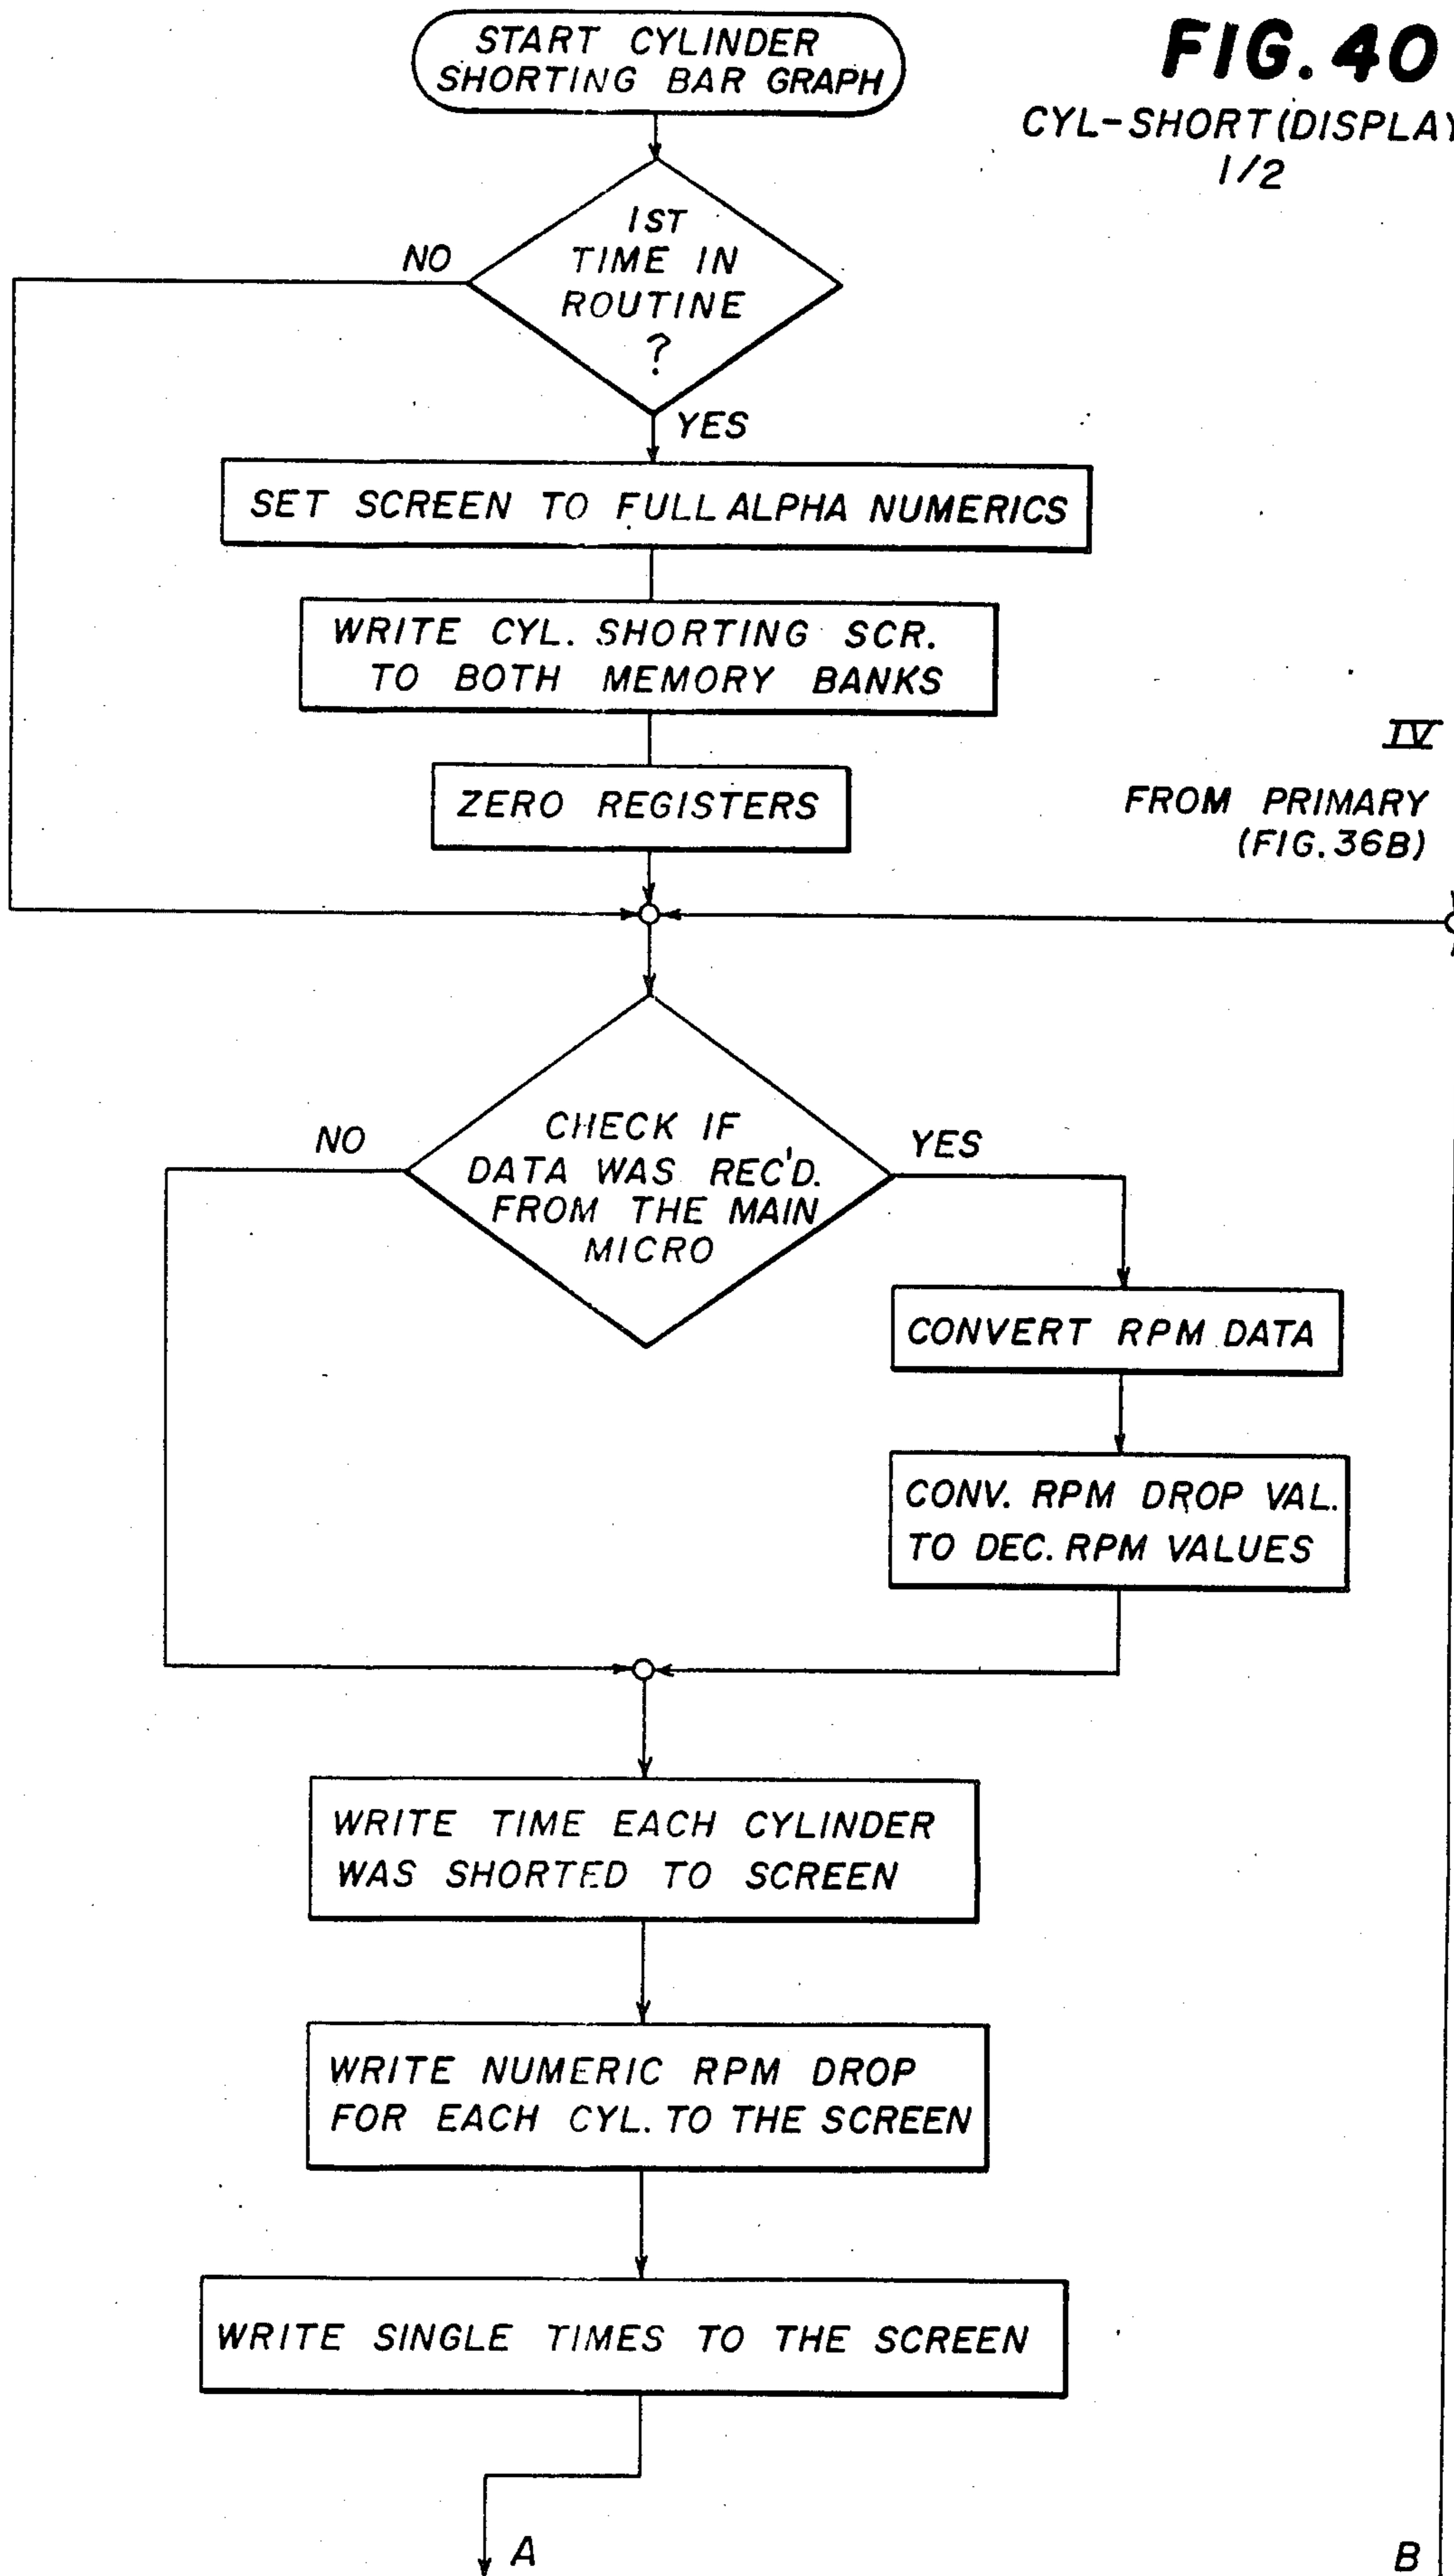 START CYLINDER
SHORTING BAR GRAPH
FIG. 40
CYL-SHORT (DISPLAY
1/2
1ST
TIME IN
ROUTINE
?
NO
YES
SET SCREEN TO FULL ALPHA NUMERICS
WRITE CYL. SHORTING SCR.
TO BOTH MEMORY BANKS
ZERO REGISTERS
IV
FROM PRIMARY
(FIG. 36B)
CHECK IF
DATA WAS REC'D.
FROM THE MAIN
MICRO
NO
YES
CONVERT RPM DATA
CONV. RPM DROP VAL.
TO DEC. RPM VALUES
WRITE TIME EACH CYLINDER
WAS SHORTED TO SCREEN
WRITE NUMERIC RPM DROP
FOR EACH CYL. TO THE SCREEN
WRITE SINGLE TIMES TO THE SCREEN
A
B